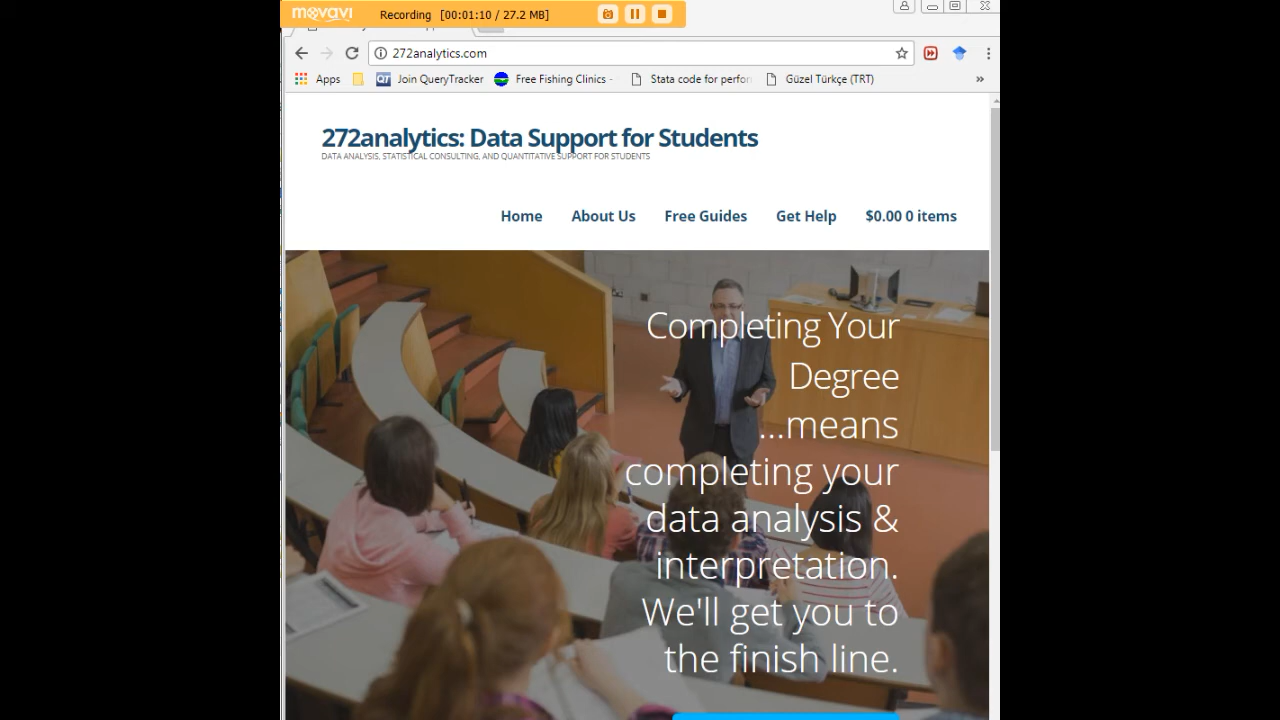 movavi Recording [00:01:10 / 27.2 MB]
272analytics.com
Apps QT Join QueryTracker Free Fishing Clinics - Stata code for perfor Güzel Türkçe (TRT) »
272analytics: Data Support for Students
DATA ANALYSIS, STATISTICAL CONSULTING, AND QUANTITATIVE SUPPORT FOR STUDENTS
Home About Us Free Guides Get Help $0.00 0 items
Completing Your
Degree
...means
completing your
data analysis &
interpretation.
We'll get you to
the finish line.